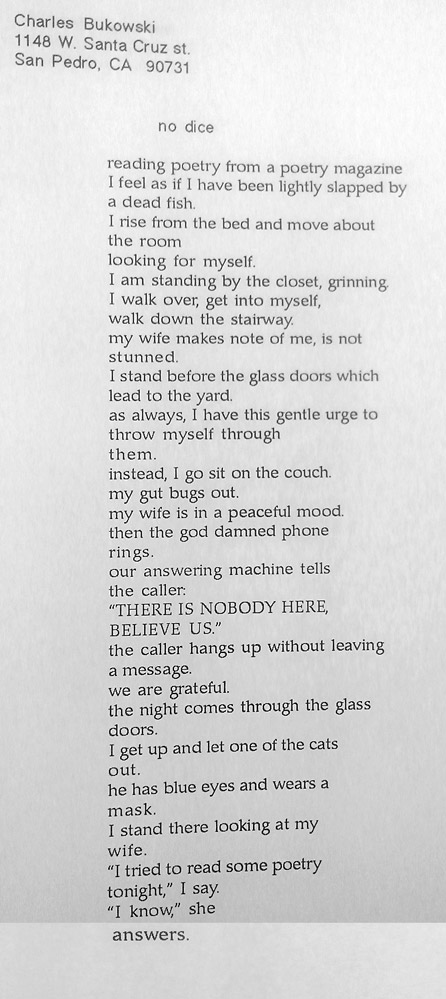 Charles Bukowski
1148 W. Santa Cruz st.
San Pedro, CA 90731
no dice
reading poetry from a poetry magazine
I feel as if I have been lightly slapped by
a dead fish.
I rise from the bed and move about
the room
looking for myself.
I am standing by the closet, grinning.
I walk over, get into myself,
walk down the stairway.
my wife makes note of me, is not
stunned.
I stand before the glass doors which
lead to the yard.
as always, I have this gentle urge to
throw myself through
them.
instead, I go sit on the couch.
my gut bugs out.
my wife is in a peaceful mood.
then the god damned phone
rings.
our answering machine tells
the caller:
“THERE IS NOBODY HERE,
BELIEVE US.”
the caller hangs up without leaving
a message.
we are grateful.
the night comes through the glass
doors.
I get up and let one of the cats
out.
he has blue eyes and wears a
mask.
I stand there looking at my
wife.
“I tried to read some poetry
tonight,” I say.
“I know,” she
answers.